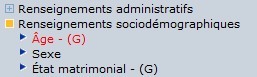 Renseignements administratifs
Renseignements sociodémographiques
Âge - (G)
Sexe
État matrimonial - (G)